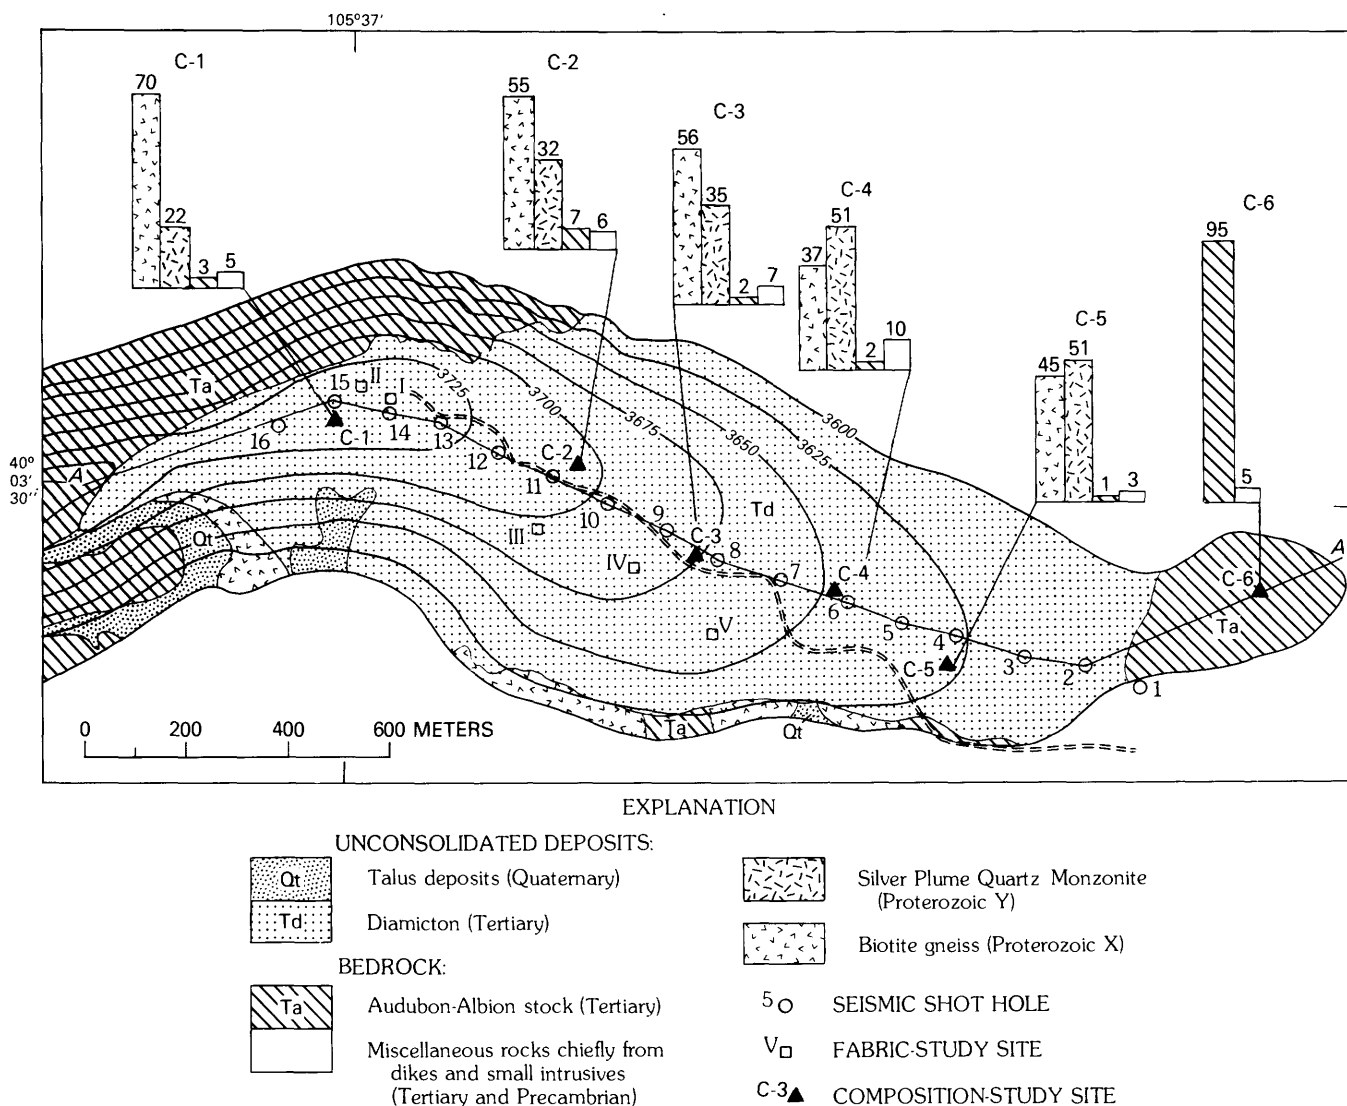 105°37'
C-1
70
22
3
5
C-2
55
32
7
6
C-3
56
35
2
7
C-4
37
51
2
10
C-5
45
51
1
3
C-6
95
5
40°
03'
30"
A
Ta
15
II
I
16
C-1
14
13
3725
3700
3675
3650
3625
3600
12
C-2
11
10
9
C-3
8
7
Td
C-4
6
5
4
C-5
3
2
1
C-6
Ta
A
Qt
III
IV
V
Ta
Qt
0 200 400 600 METERS
EXPLANATION
UNCONSOLIDATED DEPOSITS:
Qt Talus deposits (Quaternary)
Td Diamicton (Tertiary)
BEDROCK:
Ta Audubon-Albion stock (Tertiary)
Miscellaneous rocks chiefly from
dikes and small intrusives
(Tertiary and Precambrian)
Silver Plume Quartz Monzonite
(Proterozoic Y)
Biotite gneiss (Proterozoic X)
5 SEISMIC SHOT HOLE
V FABRIC-STUDY SITE
C-3 COMPOSITION-STUDY SITE